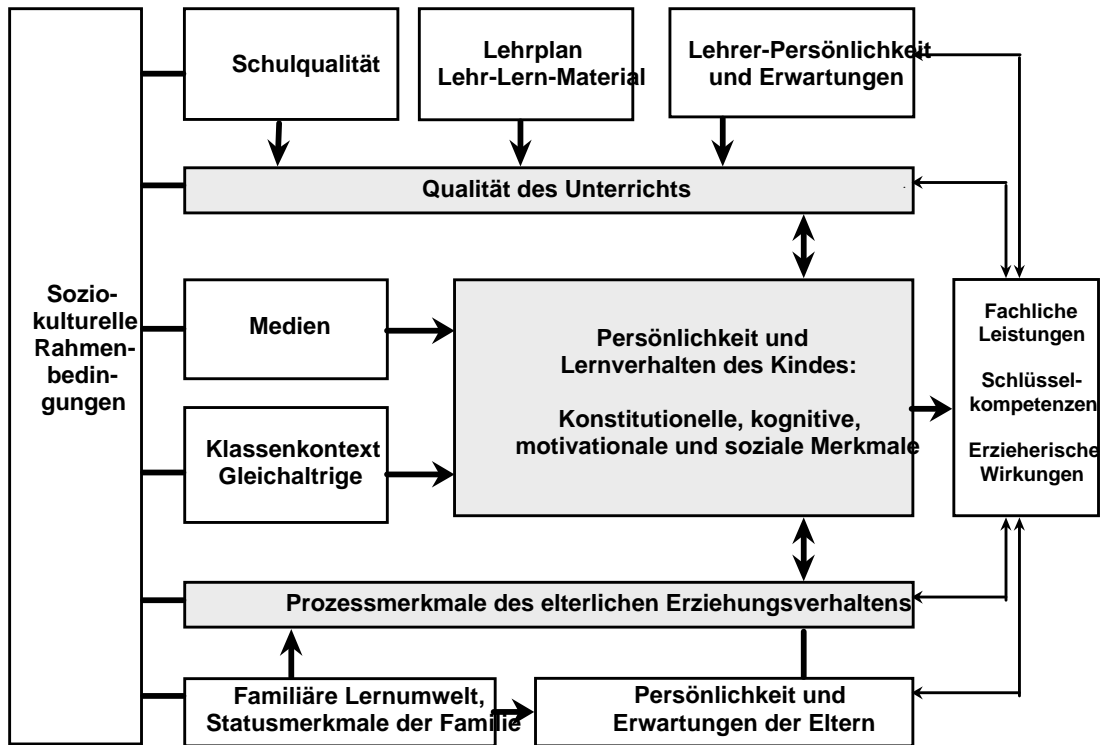 Schulqualität
Lehrplan
Lehr-Lern-Material
Lehrer-Persönlichkeit
und Erwartungen
Qualität des Unterrichts
Sozio-
kulturelle
Rahmen-
bedin-
gungen
Medien
Klassenkontext
Gleichaltrige
Persönlichkeit und
Lernverhalten des Kindes:
Konstitutionelle, kognitive,
motivationale und soziale Merkmale
Fachliche
Leistungen
Schlüssel-
kompetenzen
Erzieherische
Wirkungen
Prozessmerkmale des elterlichen Erziehungsverhaltens
Familiäre Lernumwelt,
Statusmerkmale der Familie
Persönlichkeit und
Erwartungen der Eltern